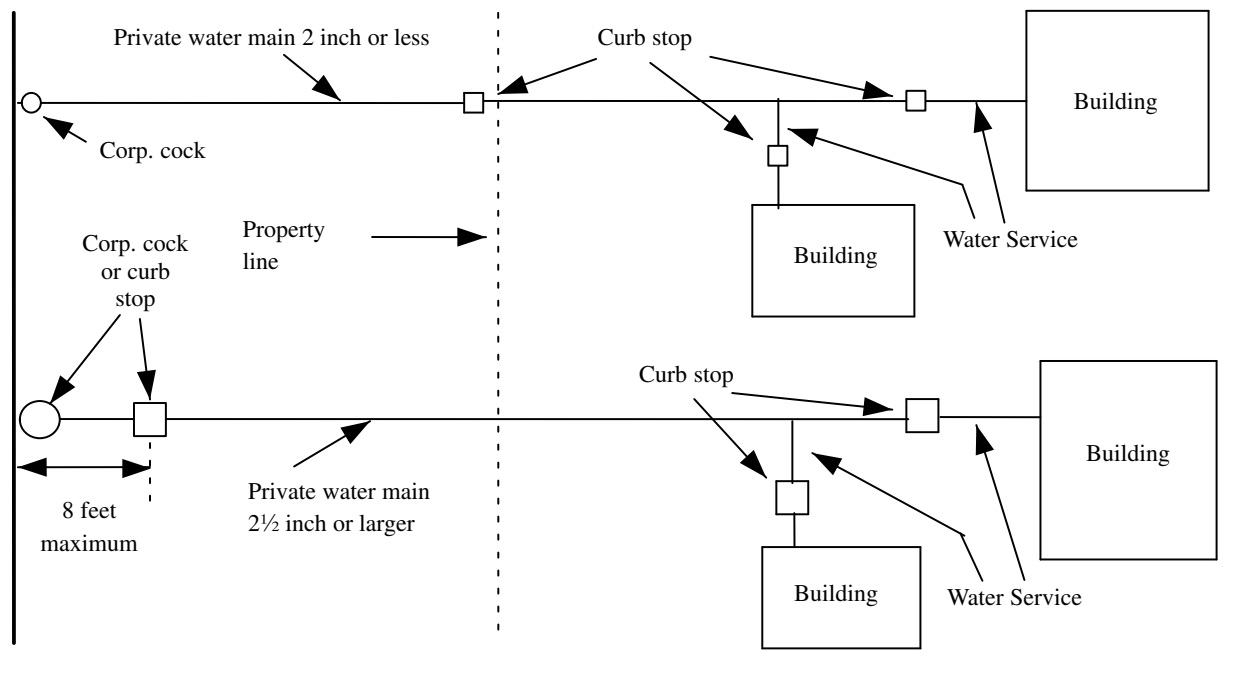 Private water main 2 inch or less
Curb stop
Building
Corp. cock
Property
line
Water Service
Building
Corp. cock
or curb
stop
Curb stop
Building
Private water main
2½ inch or larger
8 feet
maximum
Building
Water Service